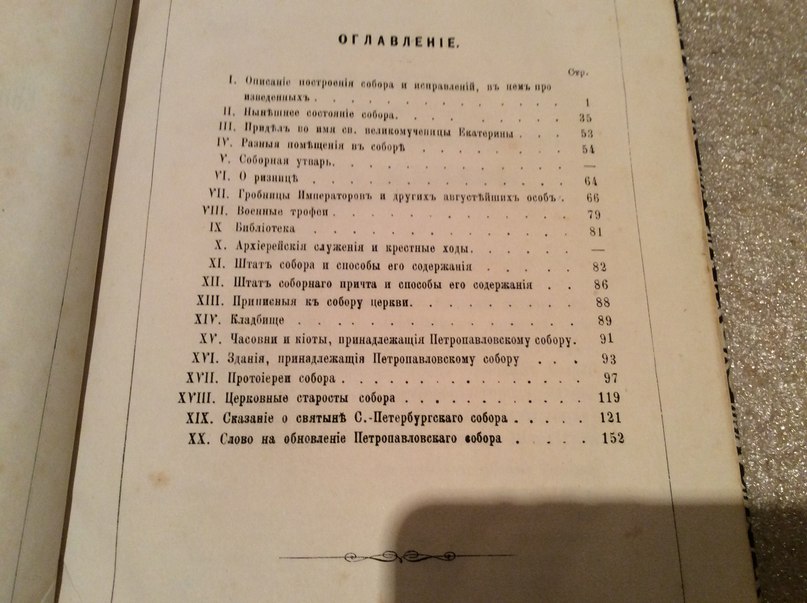 ОГЛАВЛЕНІЕ.
Стр.
I. Описаніе построенія собора и исправленій, въ немъ про
изведенныхъ . . . . . . . . . . . . 1
II. Нынѣшнее состояніе собора. . . . . . . . . . 35
III. Придѣлъ во имя св. великомученицы Екатерины . . . 53
IV. Разныя помѣщенія въ соборѣ . . . . . . . . 54
V. Соборная утварь. . . . . . . . . . . . —
VI. О ризницѣ . . . . . . . . . . . . 64
VII. Гробницы Императоровъ и другихъ августѣйшихъ особъ . 66
VIII. Военные трофеи . . . . . . . . . . . . 79
IX Библіотека . . . . . . . . . . . . 81
X. Архіерейскія служенія и крестные ходы. . . . . . —
XI. Штатъ собора и способы его содержанія . . . . . 82
XII. Штатъ соборнаго причта и способы его содержанія . . 86
XIII. Приписныя къ собору церкви. . . . . . . . . 88
XIV. Кладбище . . . . . . . . . . . . . 89
XV. Часовни и кіоты, принадлежащія Петропавловскому собору. 91
XVI. Зданія, принадлежащія Петропавловскому собору . . . 93
XVII. Протоіереи собора . . . . . . . . . . . 97
XVIII. Церковные старосты собора . . . . . . . . . 119
XIX. Сказаніе о святынѣ С.-Петербургскаго собора . . . . . 121
XX. Слово на обновленіе Петропавловскаго собора . . . . . 152